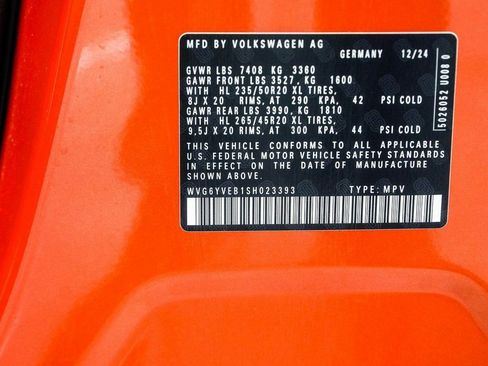 MFD BY VOLKSWAGEN AG
GERMANY 12/24
GVWR LBS 7408 KG 3360
GAWR FRONT LBS 3527, KG 1600
WITH HL 235/50R20 XL TIRES,
8J X 20 RIMS, AT 290 KPA, 42 PSI COLD
GAWR REAR LBS 3990, KG 1810
WITH HL 265/45R20 XL TIRES,
9,5J X 20 RIMS, AT 300 KPA, 44 PSI COLD
THIS VEHICLE CONFORMS TO ALL APPLICABLE
U.S. FEDERAL MOTOR VEHICLE SAFETY STANDARDS
IN EFFECT ON THE DATE OF MANUFACTURE
SHOWN ABOVE.
WVG6YVEB1SH023393 TYPE: MPV
5026052 U008 0